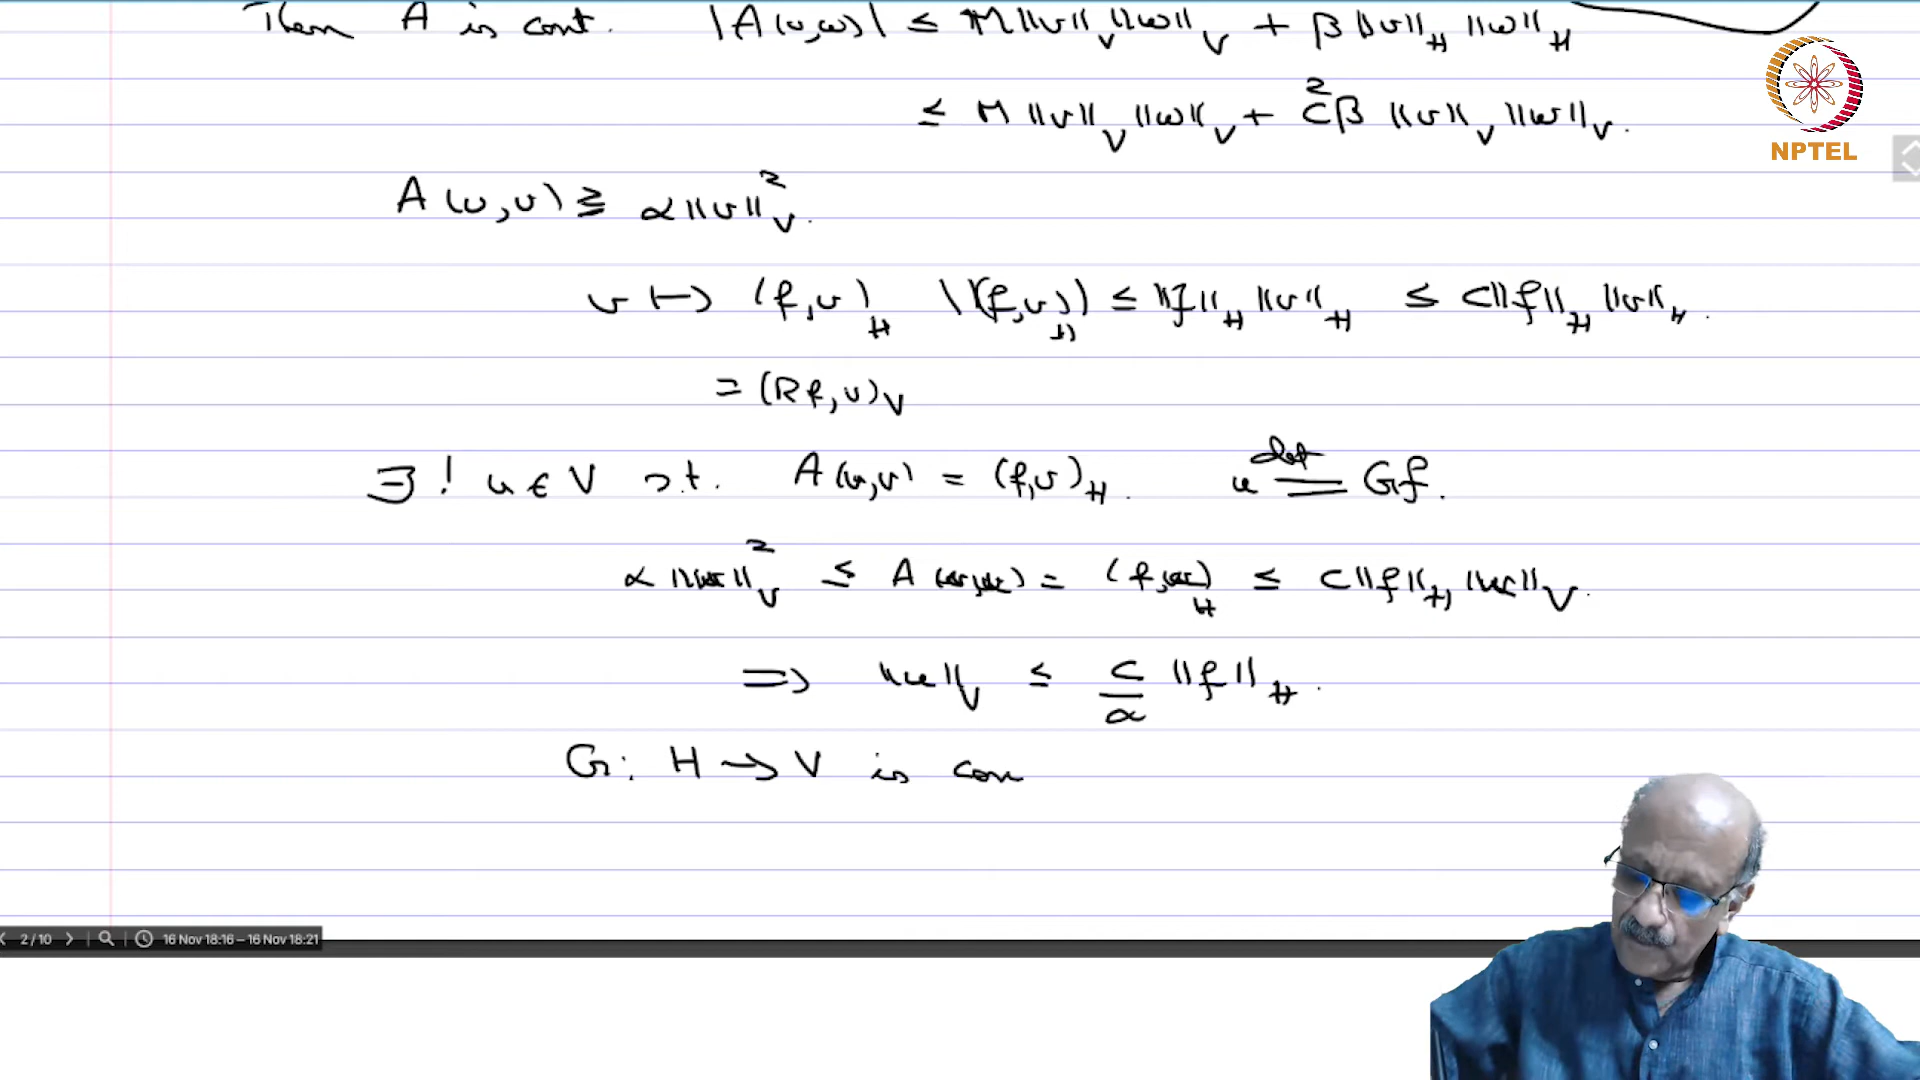 Then A is cont. |A(v,w)| ≤ M‖v‖_V ‖w‖_V + β ‖v‖_H ‖w‖_H
≤ M ‖v‖_V ‖w‖_V + C²β ‖v‖_V ‖w‖_V.
A(v,v) ≥ α‖v‖²_V.
v ↦ (f,v)_H |(f,v)_H| ≤ ‖f‖_H ‖v‖_H ≤ C‖f‖_H ‖v‖_H.
= (Rf,v)_V
∃! u ∈ V s.t. A(u,v) = (f,v)_H. u =^{def} Gf.
α ‖u‖²_V ≤ A(u,u) = (f,u)_H ≤ C‖f‖_H ‖u‖_V.
⇒ ‖u‖_V ≤ C/α ‖f‖_H.
G: H → V is con
NPTEL
2/10 16 Nov 18:16 – 16 Nov 18:21